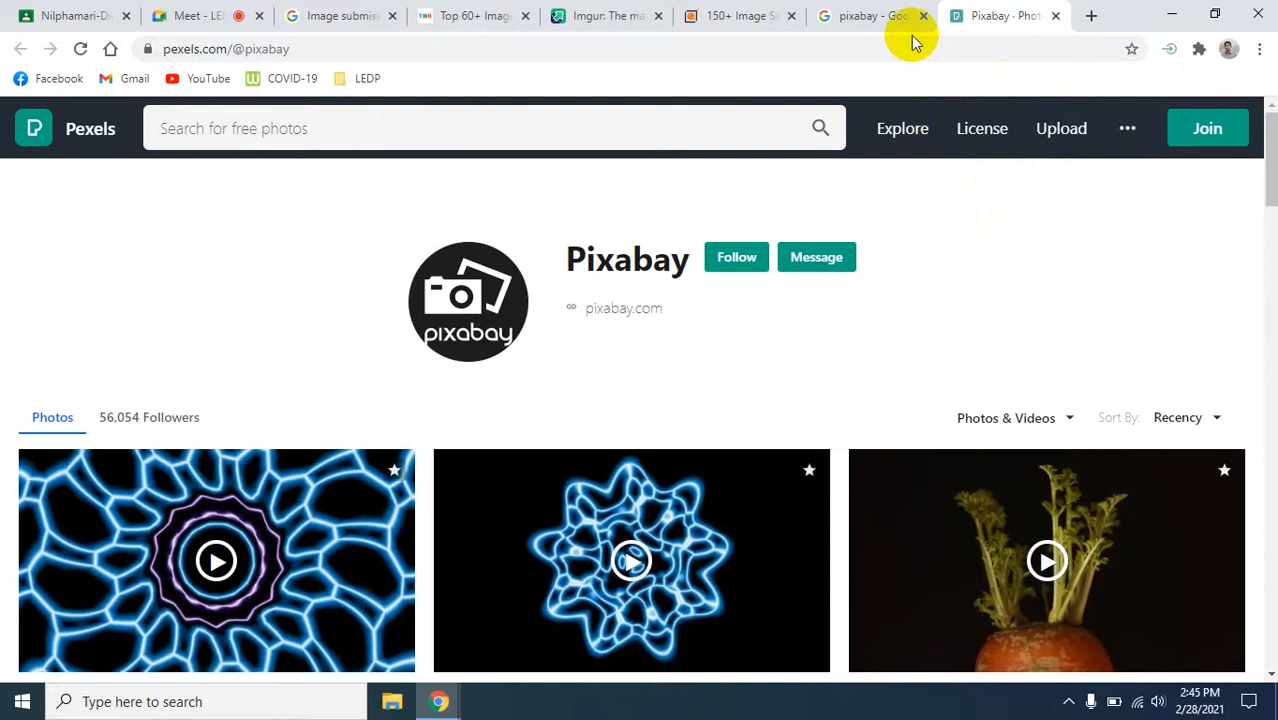 Nilphamari-Di
Meet - LE
Image submis
Top 60+ Imag
Imgur: The ma
150+ Image S
pixabay - Goo
Pixabay · Phot
pexels.com/@pixabay
Facebook
Gmail
YouTube
COVID-19
LEDP
Pexels
Search for free photos
Explore
License
Upload
Join
pixabay
Pixabay
Follow
Message
pixabay.com
Photos
56,054 Followers
Photos & Videos
Sort By:
Recency
Type here to search
2:45 PM
2/28/2021